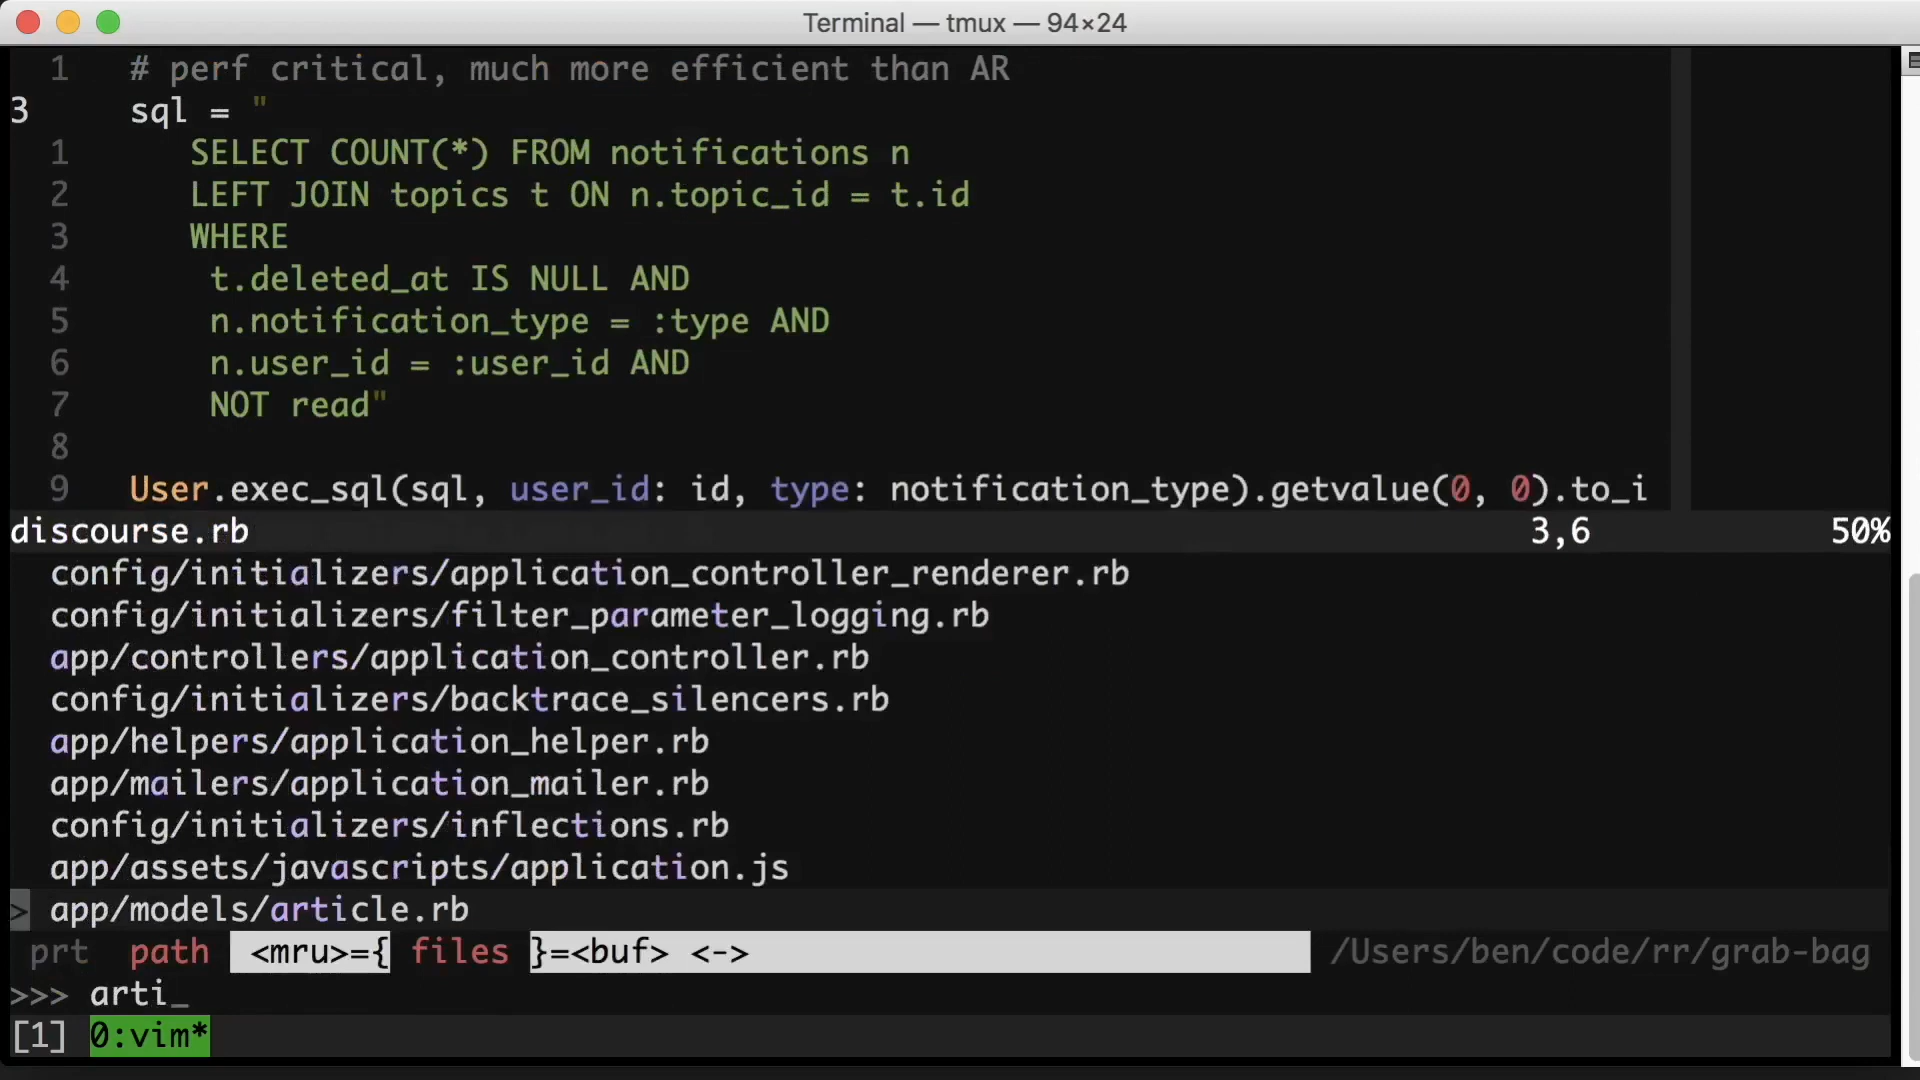 Terminal — tmux — 94×24
1 # perf critical, much more efficient than AR
3 sql = "
1 SELECT COUNT(*) FROM notifications n
2 LEFT JOIN topics t ON n.topic_id = t.id
3 WHERE
4 t.deleted_at IS NULL AND
5 n.notification_type = :type AND
6 n.user_id = :user_id AND
7 NOT read"
8
9 User.exec_sql(sql, user_id: id, type: notification_type).getvalue(0, 0).to_i
discourse.rb 3,6 50%
config/initializers/application_controller_renderer.rb
config/initializers/filter_parameter_logging.rb
app/controllers/application_controller.rb
config/initializers/backtrace_silencers.rb
app/helpers/application_helper.rb
app/mailers/application_mailer.rb
config/initializers/inflections.rb
app/assets/javascripts/application.js
> app/models/article.rb
prt path <mru>={ files }=<buf> <-> /Users/ben/code/rr/grab-bag
>>> arti_
[1] 0:vim*